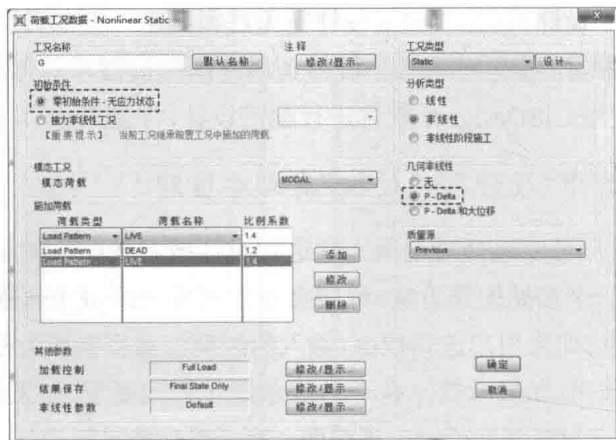 荷载工况数据 - Nonlinear Static
工况名称
G
默认名称...
注释
修改/显示...
工况类型
Static
设计...
初始条件
零初始条件 - 无应力状态
接力非线性工况
【重要提示】 当前工况继承前置工况中施加的荷载
分析类型
线性
非线性
非线性阶段施工
模态工况
模态荷载
MODAL
几何非线性
无
P - Delta
P - Delta 和大位移
施加荷载
荷载类型 荷载名称 比例系数
Load Pattern LIVE 1.4
Load Pattern DEAD 1.2
Load Pattern LIVE 1.4
添加
修改
删除
质量源
Previous
其他参数
加载控制 Full Load 修改/显示...
结果保存 Final State Only 修改/显示...
非线性参数 Default 修改/显示...
确定
取消